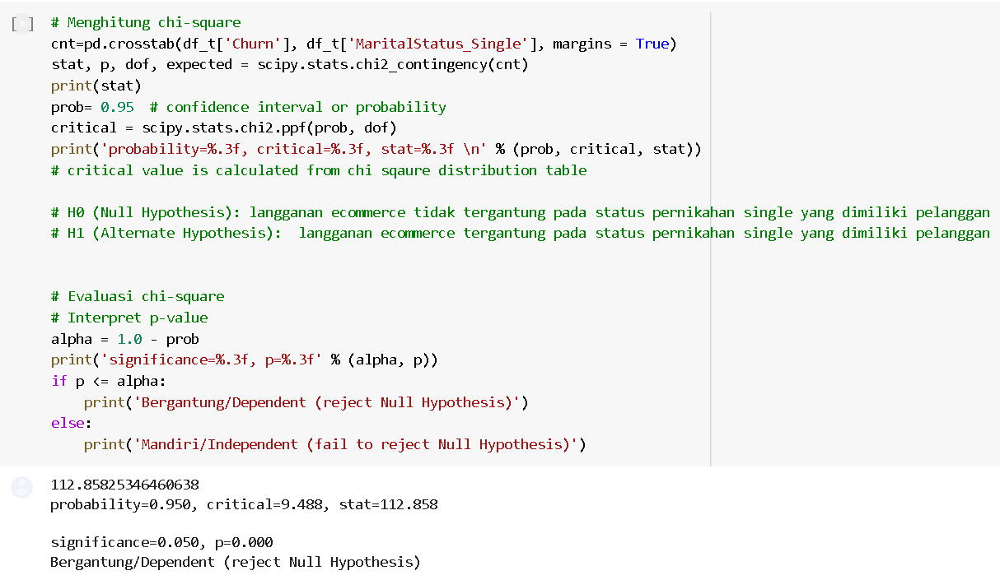 [ ] # Menghitung chi-square
cnt=pd.crosstab(df_t['Churn'], df_t['MaritalStatus_Single'], margins = True)
stat, p, dof, expected = scipy.stats.chi2_contingency(cnt)
print(stat)
prob= 0.95  # confidence interval or probability
critical = scipy.stats.chi2.ppf(prob, dof)
print('probability=%.3f, critical=%.3f, stat=%.3f \n' % (prob, critical, stat))
# critical value is calculated from chi sqaure distribution table
# H0 (Null Hypothesis): langganan ecommerce tidak tergantung pada status pernikahan single yang dimiliki pelanggan
# H1 (Alternate Hypothesis):  langganan ecommerce tergantung pada status pernikahan single yang dimiliki pelanggan
# Evaluasi chi-square
# Interpret p-value
alpha = 1.0 - prob
print('significance=%.3f, p=%.3f' % (alpha, p))
if p <= alpha:
    print('Bergantung/Dependent (reject Null Hypothesis)')
else:
    print('Mandiri/Independent (fail to reject Null Hypothesis)')
112.85825346460638
probability=0.950, critical=9.488, stat=112.858
significance=0.050, p=0.000
Bergantung/Dependent (reject Null Hypothesis)